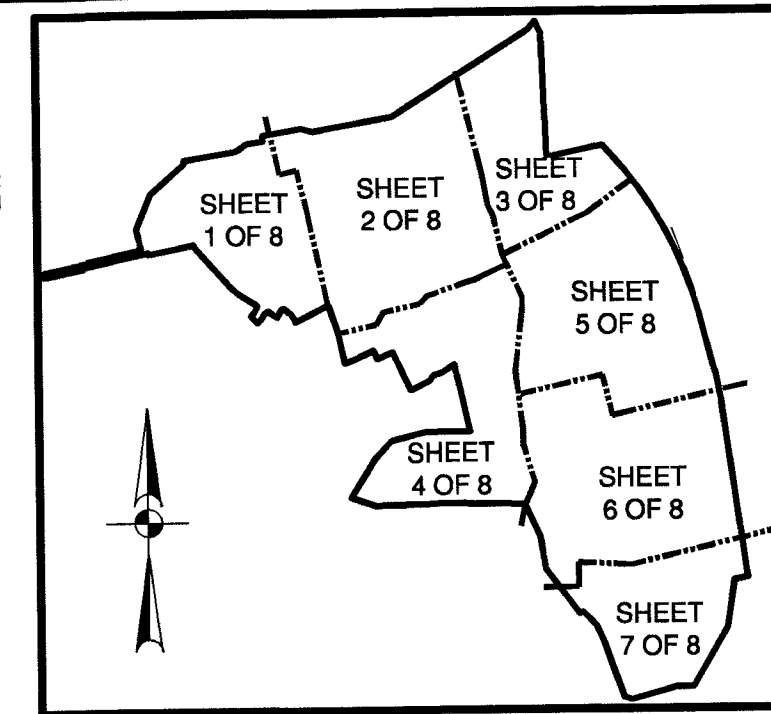 SHEET
1 OF 8
SHEET
2 OF 8
SHEET
3 OF 8
SHEET
4 OF 8
SHEET
5 OF 8
SHEET
6 OF 8
SHEET
7 OF 8